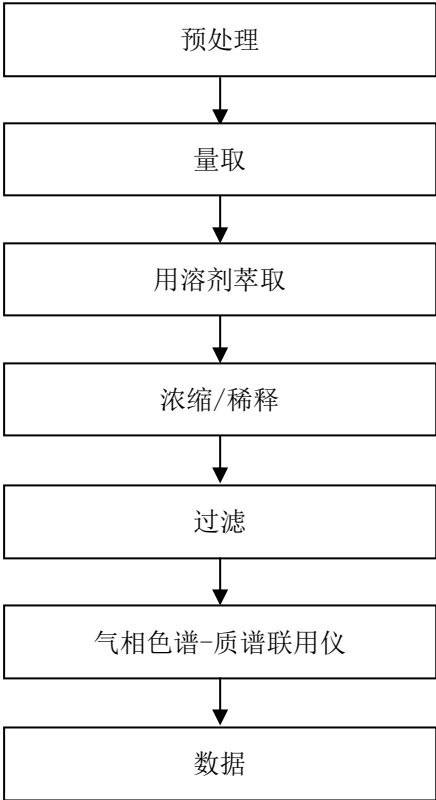 预处理
量取
用溶剂萃取
浓缩/稀释
过滤
气相色谱-质谱联用仪
数据